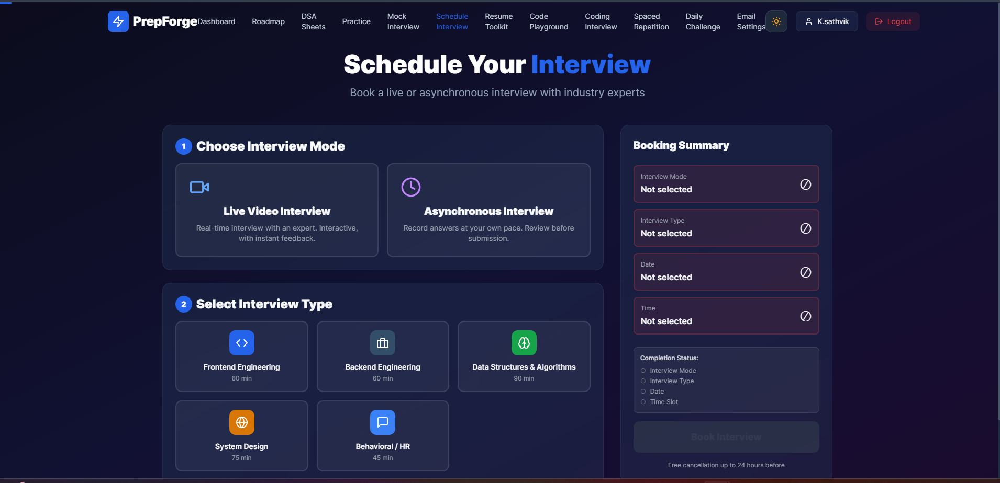 PrepForge
Dashboard
Roadmap
DSA
Sheets
Practice
Mock
Interview
Schedule
Interview
Resume
Toolkit
Code
Playground
Coding
Interview
Spaced
Repetition
Daily
Challenge
Email
Settings
K.sathvik
Logout
Schedule Your Interview
Book a live or asynchronous interview with industry experts
1 Choose Interview Mode
Live Video Interview
Real-time interview with an expert. Interactive,
with instant feedback.
Asynchronous Interview
Record answers at your own pace. Review before
submission.
2 Select Interview Type
Frontend Engineering
60 min
Backend Engineering
60 min
Data Structures & Algorithms
90 min
System Design
75 min
Behavioral / HR
45 min
Booking Summary
Interview Mode
Not selected
Interview Type
Not selected
Date
Not selected
Time
Not selected
Completion Status:
Interview Mode
Interview Type
Date
Time Slot
Book Interview
Free cancellation up to 24 hours before